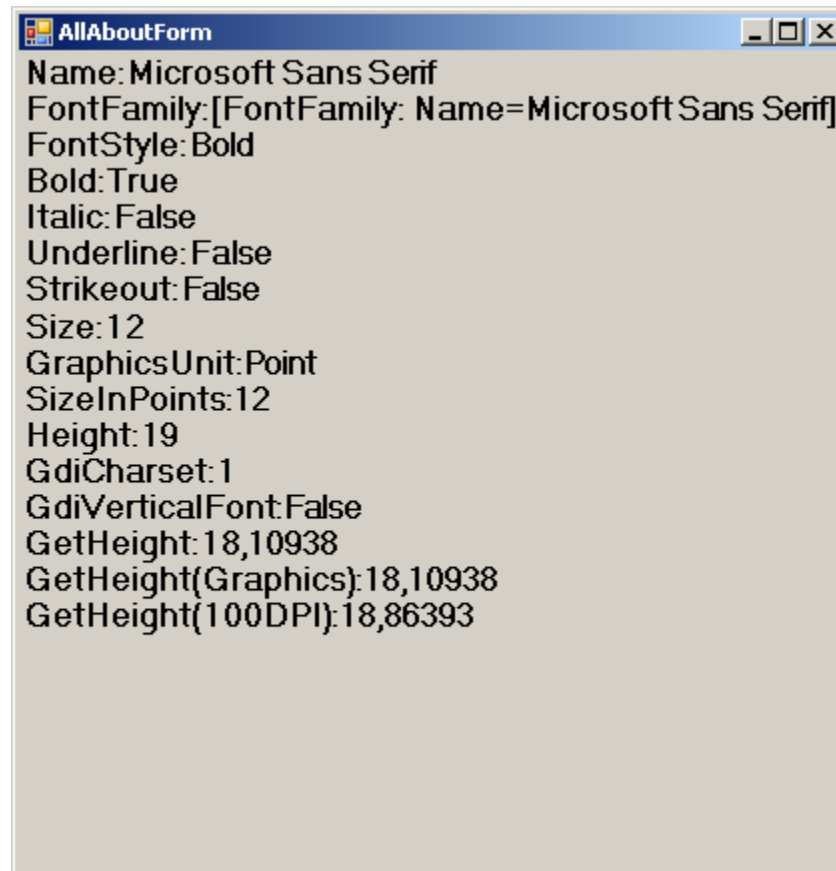 AllAboutForm
Name:Microsoft Sans Serif
FontFamily:[FontFamily: Name=Microsoft Sans Serif]
FontStyle:Bold
Bold:True
Italic:False
Underline:False
Strikeout:False
Size:12
GraphicsUnit:Point
SizeInPoints:12
Height:19
GdiCharset:1
GdiVerticalFont:False
GetHeight:18,10938
GetHeight(Graphics):18,10938
GetHeight(100DPI):18,86393